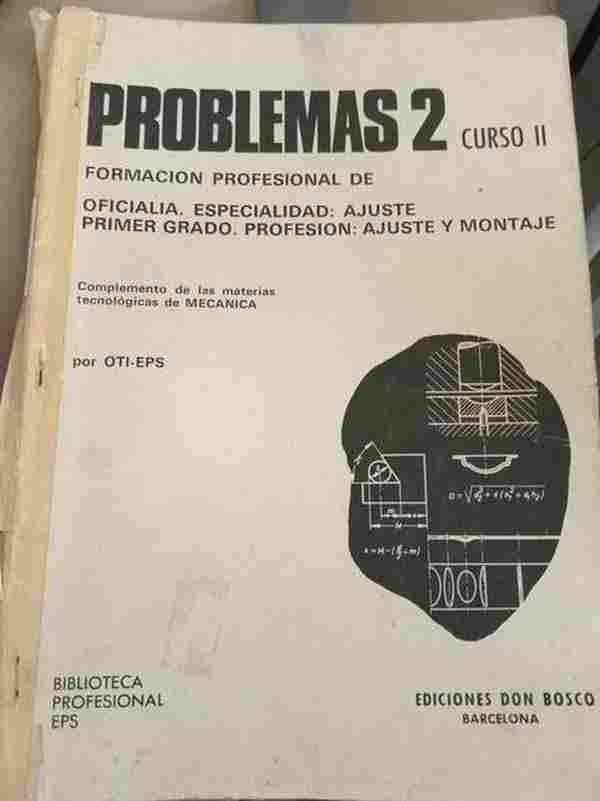 PROBLEMAS 2 CURSO II
FORMACION PROFESIONAL DE
OFICIALIA. ESPECIALIDAD: AJUSTE
PRIMER GRADO. PROFESION: AJUSTE Y MONTAJE
Complemento de las materias
tecnológicas de MECANICA
por OTI-EPS
BIBLIOTECA
PROFESIONAL
EPS
EDICIONES DON BOSCO
BARCELONA